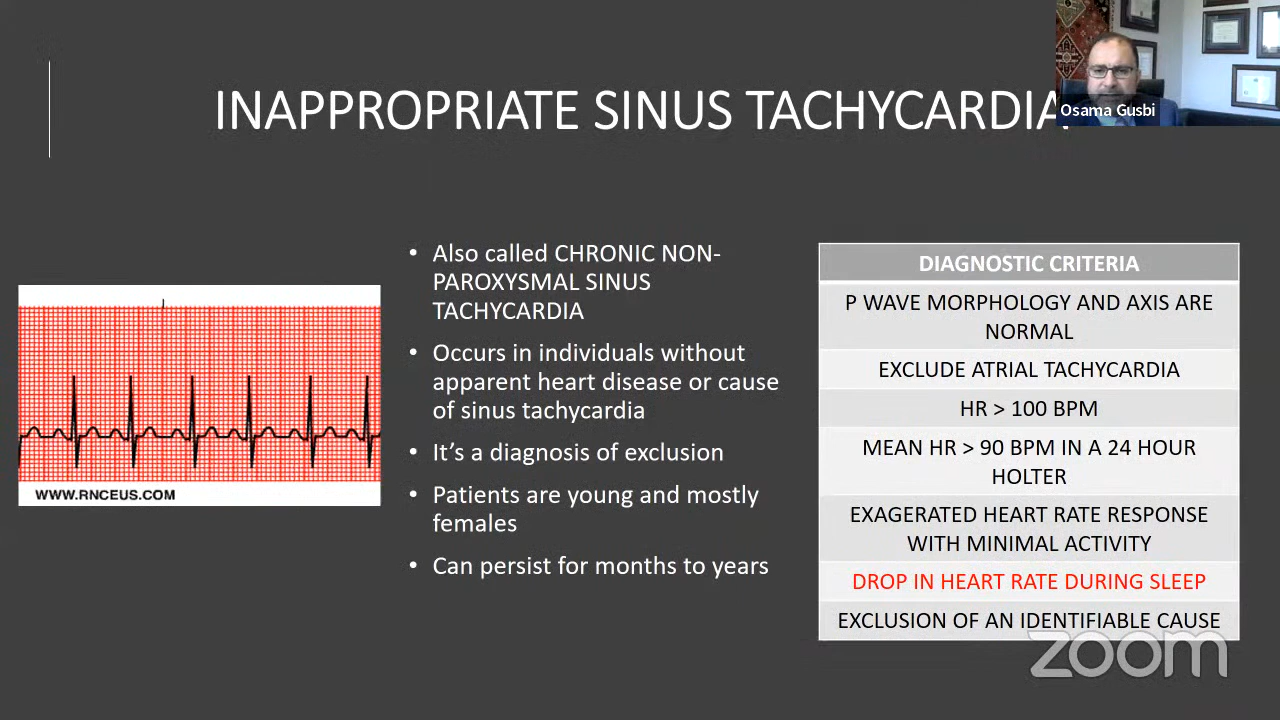 INAPPROPRIATE SINUS TACHYCARDIA
Osama Gusbi
• Also called CHRONIC NON-
PAROXYSMAL SINUS
TACHYCARDIA
• Occurs in individuals without
apparent heart disease or cause
of sinus tachycardia
• It's a diagnosis of exclusion
• Patients are young and mostly
females
• Can persist for months to years
WWW.RNCEUS.COM
DIAGNOSTIC CRITERIA
P WAVE MORPHOLOGY AND AXIS ARE
NORMAL
EXCLUDE ATRIAL TACHYCARDIA
HR > 100 BPM
MEAN HR > 90 BPM IN A 24 HOUR
HOLTER
EXAGERATED HEART RATE RESPONSE
WITH MINIMAL ACTIVITY
DROP IN HEART RATE DURING SLEEP
EXCLUSION OF AN IDENTIFIABLE CAUSE
zoom